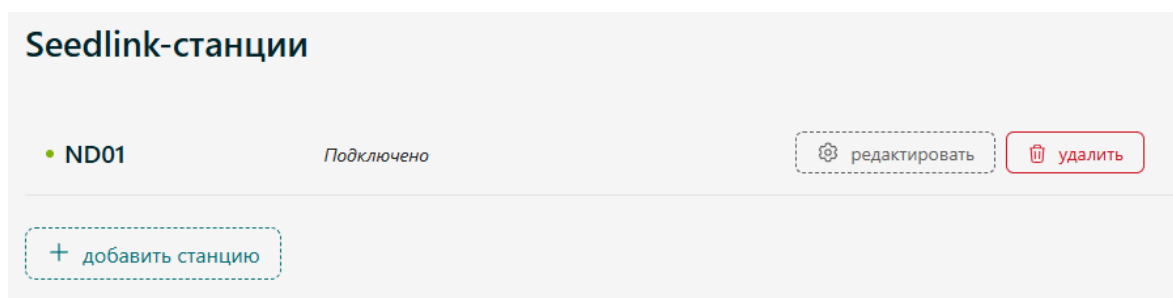 Seedlink-станции
ND01 Подключено редактировать удалить
+ добавить станцию